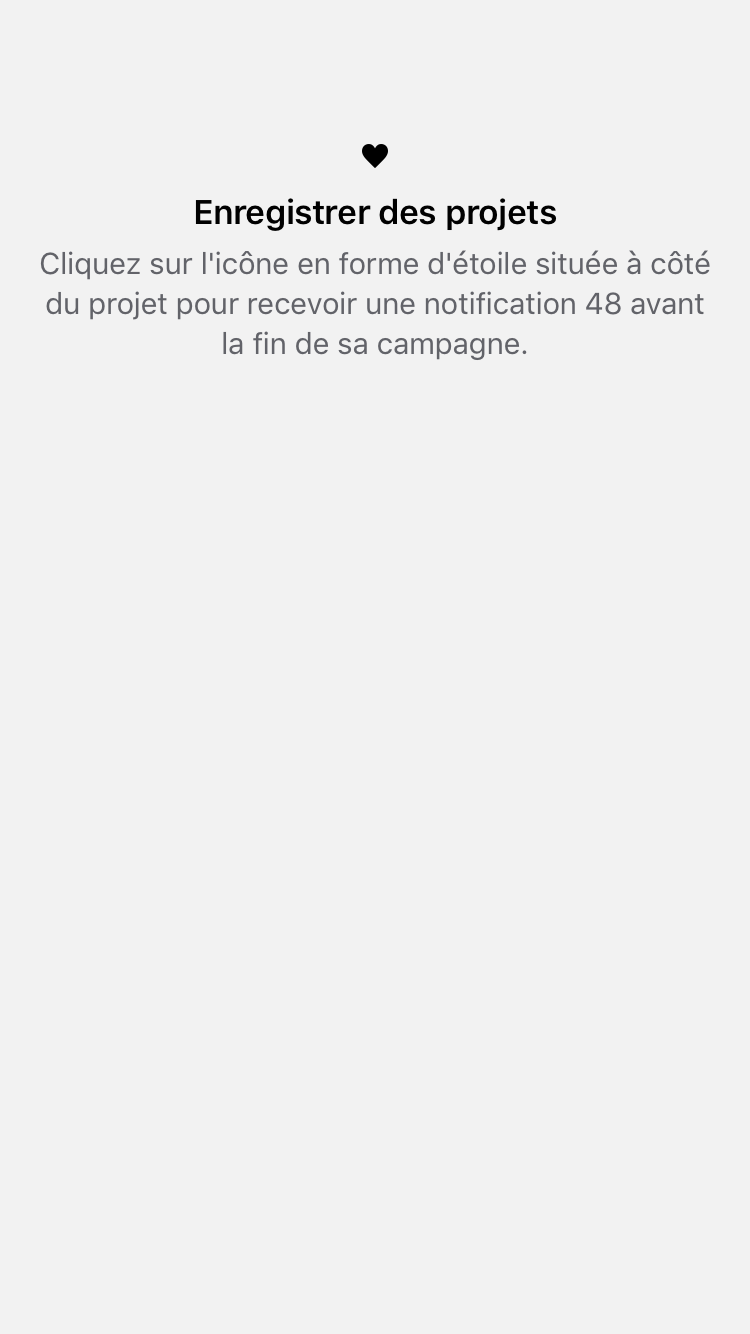 Enregistrer des projets
Cliquez sur l'icône en forme d'étoile située à côté
du projet pour recevoir une notification 48 avant
la fin de sa campagne.